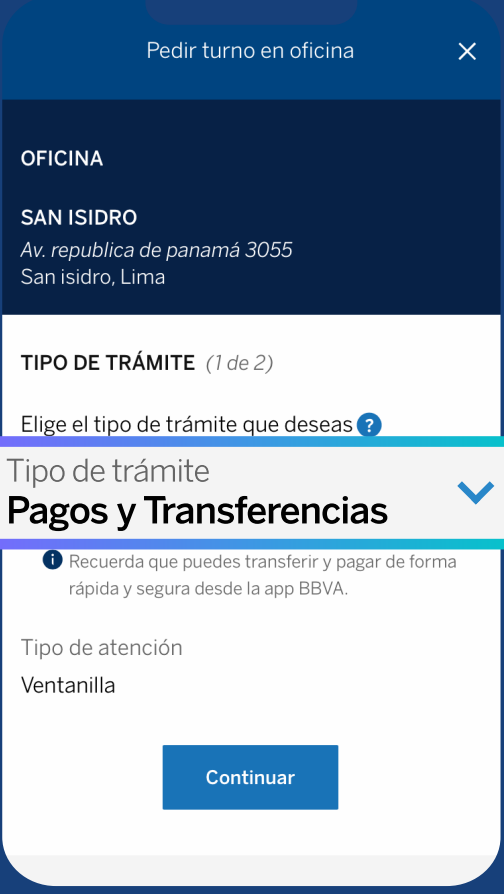 Pedir turno en oficina
OFICINA
SAN ISIDRO
Av. republica de panamá 3055
San isidro, Lima
TIPO DE TRÁMITE (1 de 2)
Elige el tipo de trámite que deseas ?
Tipo de trámite
Pagos y Transferencias
Recuerda que puedes transferir y pagar de forma
rápida y segura desde la app BBVA.
Tipo de atención
Ventanilla
Continuar